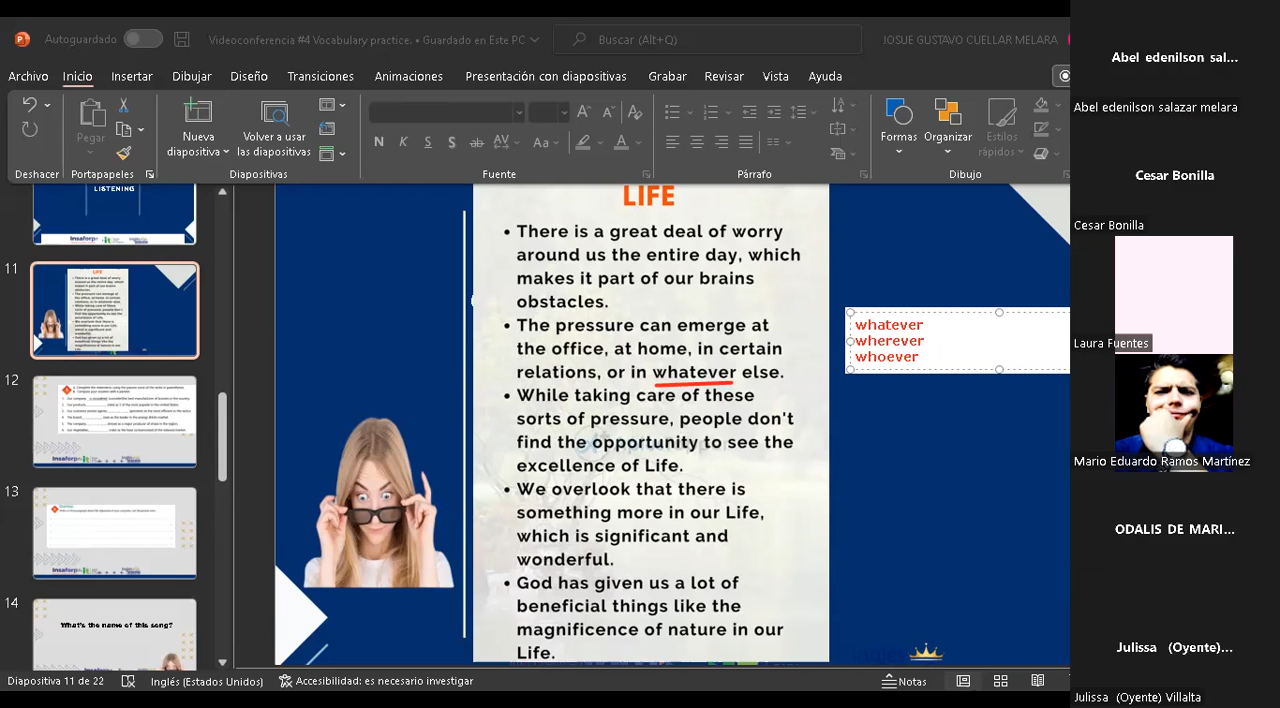 Autoguardado
Videoconferencia #4 Vocabulary practice. • Guardado en Este PC
Buscar (Alt+Q)
JOSUE GUSTAVO CUELLAR MELARA
Archivo Inicio Insertar Dibujar Diseño Transiciones Animaciones Presentación con diapositivas Grabar Revisar Vista Ayuda
Pegar
Nueva diapositiva
Volver a usar las diapositivas
Formas
Organizar
Estilos rápidos
Deshacer Portapapeles Diapositivas Fuente Párrafo Dibujo
LISTENING
Insaforp
11
12
13
14
What's the name of this song?
LIFE
• There is a great deal of worry
around us the entire day, which
makes it part of our brains
obstacles.
• The pressure can emerge at
the office, at home, in certain
relations, or in whatever else.
• While taking care of these
sorts of pressure, people don't
find the opportunity to see the
excellence of Life.
• We overlook that there is
something more in our Life,
which is significant and
wonderful.
• God has given us a lot of
beneficial things like the
magnificence of nature in our
Life.
whatever
wherever
whoever
Abel edenilson sal...
Abel edenilson salazar melara
Cesar Bonilla
Cesar Bonilla
Laura Fuentes
Mario Eduardo Ramos Martínez
ODALIS DE MARI...
Julissa (Oyente)...
Julissa (Oyente) Villalta
Diapositiva 11 de 22
Inglés (Estados Unidos)
Accesibilidad: es necesario investigar
Notas